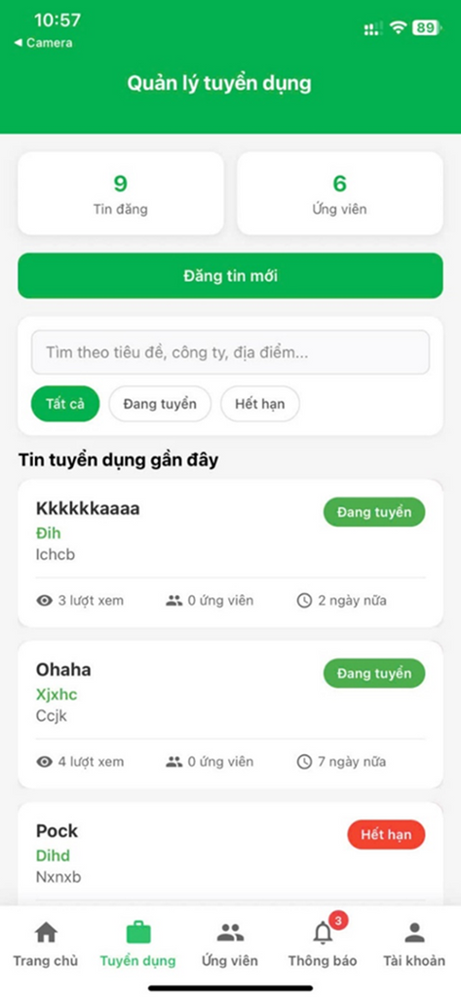 10:57
89
◀ Camera
Quản lý tuyển dụng
9
Tin đăng
6
Ứng viên
Đăng tin mới
Tìm theo tiêu đề, công ty, địa điểm...
Tất cả
Đang tuyển
Hết hạn
Tin tuyển dụng gần đây
Kkkkkkaaaa
Đang tuyển
Đih
Ichcb
3 lượt xem
0 ứng viên
2 ngày nữa
Ohaha
Đang tuyển
Xjxhc
Ccjk
4 lượt xem
0 ứng viên
7 ngày nữa
Pock
Hết hạn
Dihd
Nxnxb
3
Trang chủ
Tuyển dụng
Ứng viên
Thông báo
Tài khoản